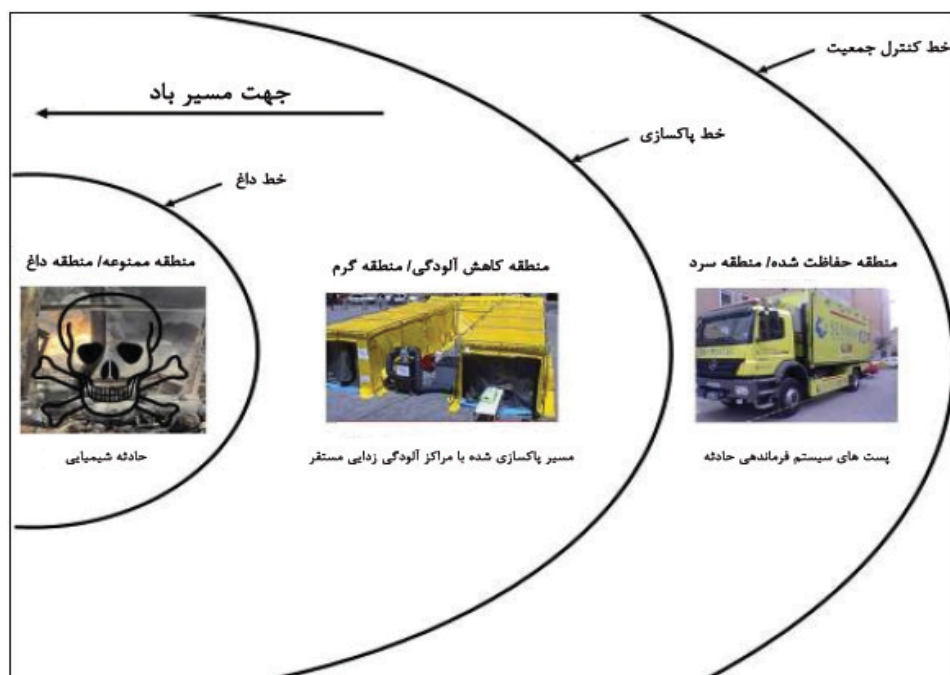 خط کنترل جمعیت
جهت مسیر باد
خط پاکسازی
خط داغ
منطقه حفاظت شده/ منطقه سرد
منطقه کاهش آلودگی/ منطقه گرم
منطقه ممنوعه/ منطقه داغ
پست های سیستم فرماندهی حادثه
مسیر پاکسازی شده با مراکز آلودگی زدایی مستقر
حادثه شیمیایی